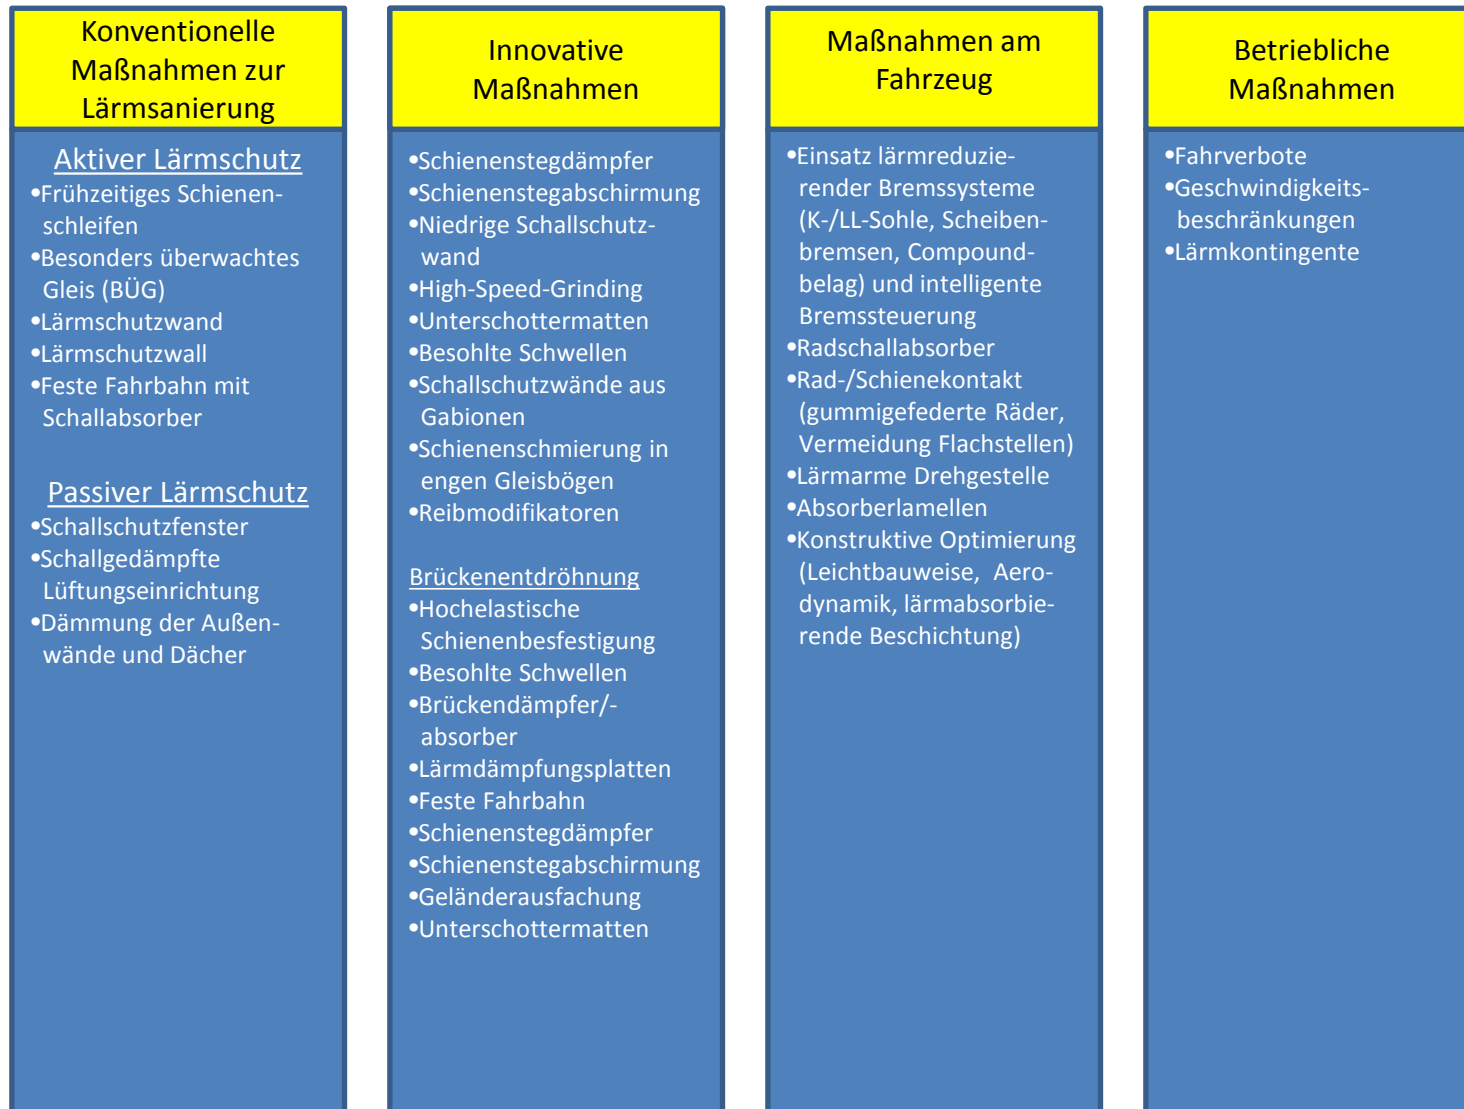 Konventionelle
Maßnahmen zur
Lärmsanierung
Aktiver Lärmschutz
•Frühzeitiges Schienen-
schleifen
•Besonders überwachtes
Gleis (BÜG)
•Lärmschutzwand
•Lärmschutzwall
•Feste Fahrbahn mit
Schallabsorber
Passiver Lärmschutz
•Schallschutzfenster
•Schallgedämpfte
Lüftungseinrichtung
•Dämmung der Außen-
wände und Dächer
Innovative
Maßnahmen
•Schienenstegdämpfer
•Schienenstegabschirmung
•Niedrige Schallschutz-
wand
•High-Speed-Grinding
•Unterschottermatten
•Besohlte Schwellen
•Schallschutzwände aus
Gabionen
•Schienenschmierung in
engen Gleisbögen
•Reibmodifikatoren
Brückenentdröhnung
•Hochelastische
Schienenbesfestigung
•Besohlte Schwellen
•Brückendämpfer/-
absorber
•Lärmdämpfungsplatten
•Feste Fahrbahn
•Schienenstegdämpfer
•Schienenstegabschirmung
•Geländerausfachung
•Unterschottermatten
Maßnahmen am
Fahrzeug
•Einsatz lärmreduzie-
render Bremssysteme
(K-/LL-Sohle, Scheiben-
bremsen, Compound-
belag) und intelligente
Bremssteuerung
•Radschallabsorber
•Rad-/Schienekontakt
(gummigefederte Räder,
Vermeidung Flachstellen)
•Lärmarme Drehgestelle
•Absorberlamellen
•Konstruktive Optimierung
(Leichtbauweise, Aero-
dynamik, lärmabsorbie-
rende Beschichtung)
Betriebliche
Maßnahmen
•Fahrverbote
•Geschwindigkeits-
beschränkungen
•Lärmkontingente